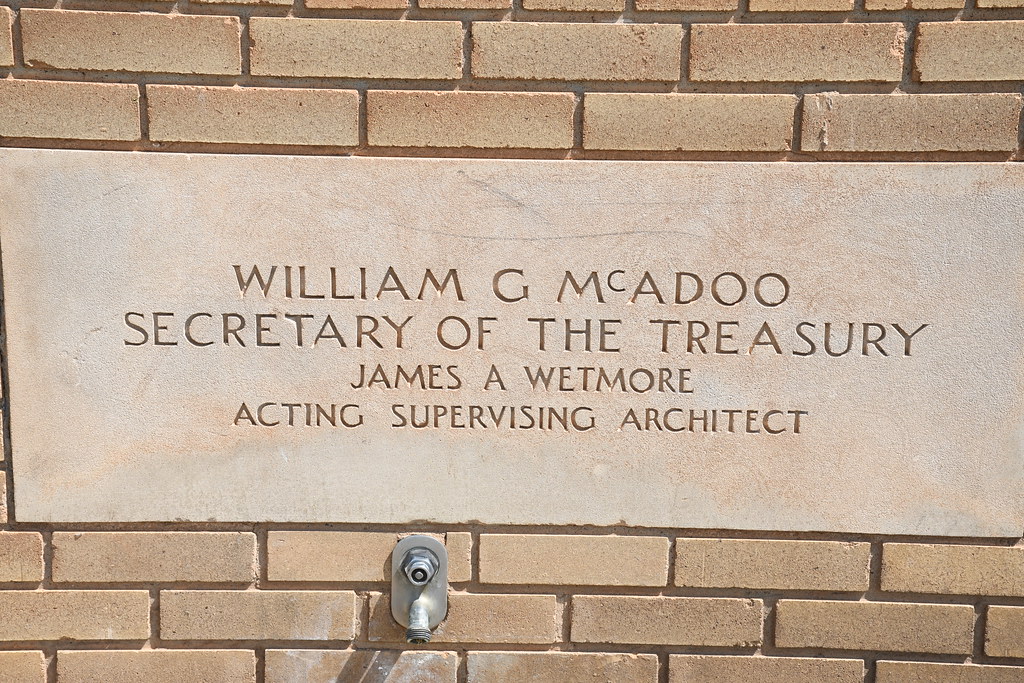 WILLIAM G McADOO
SECRETARY OF THE TREASURY
JAMES A WETMORE
ACTING SUPERVISING ARCHITECT